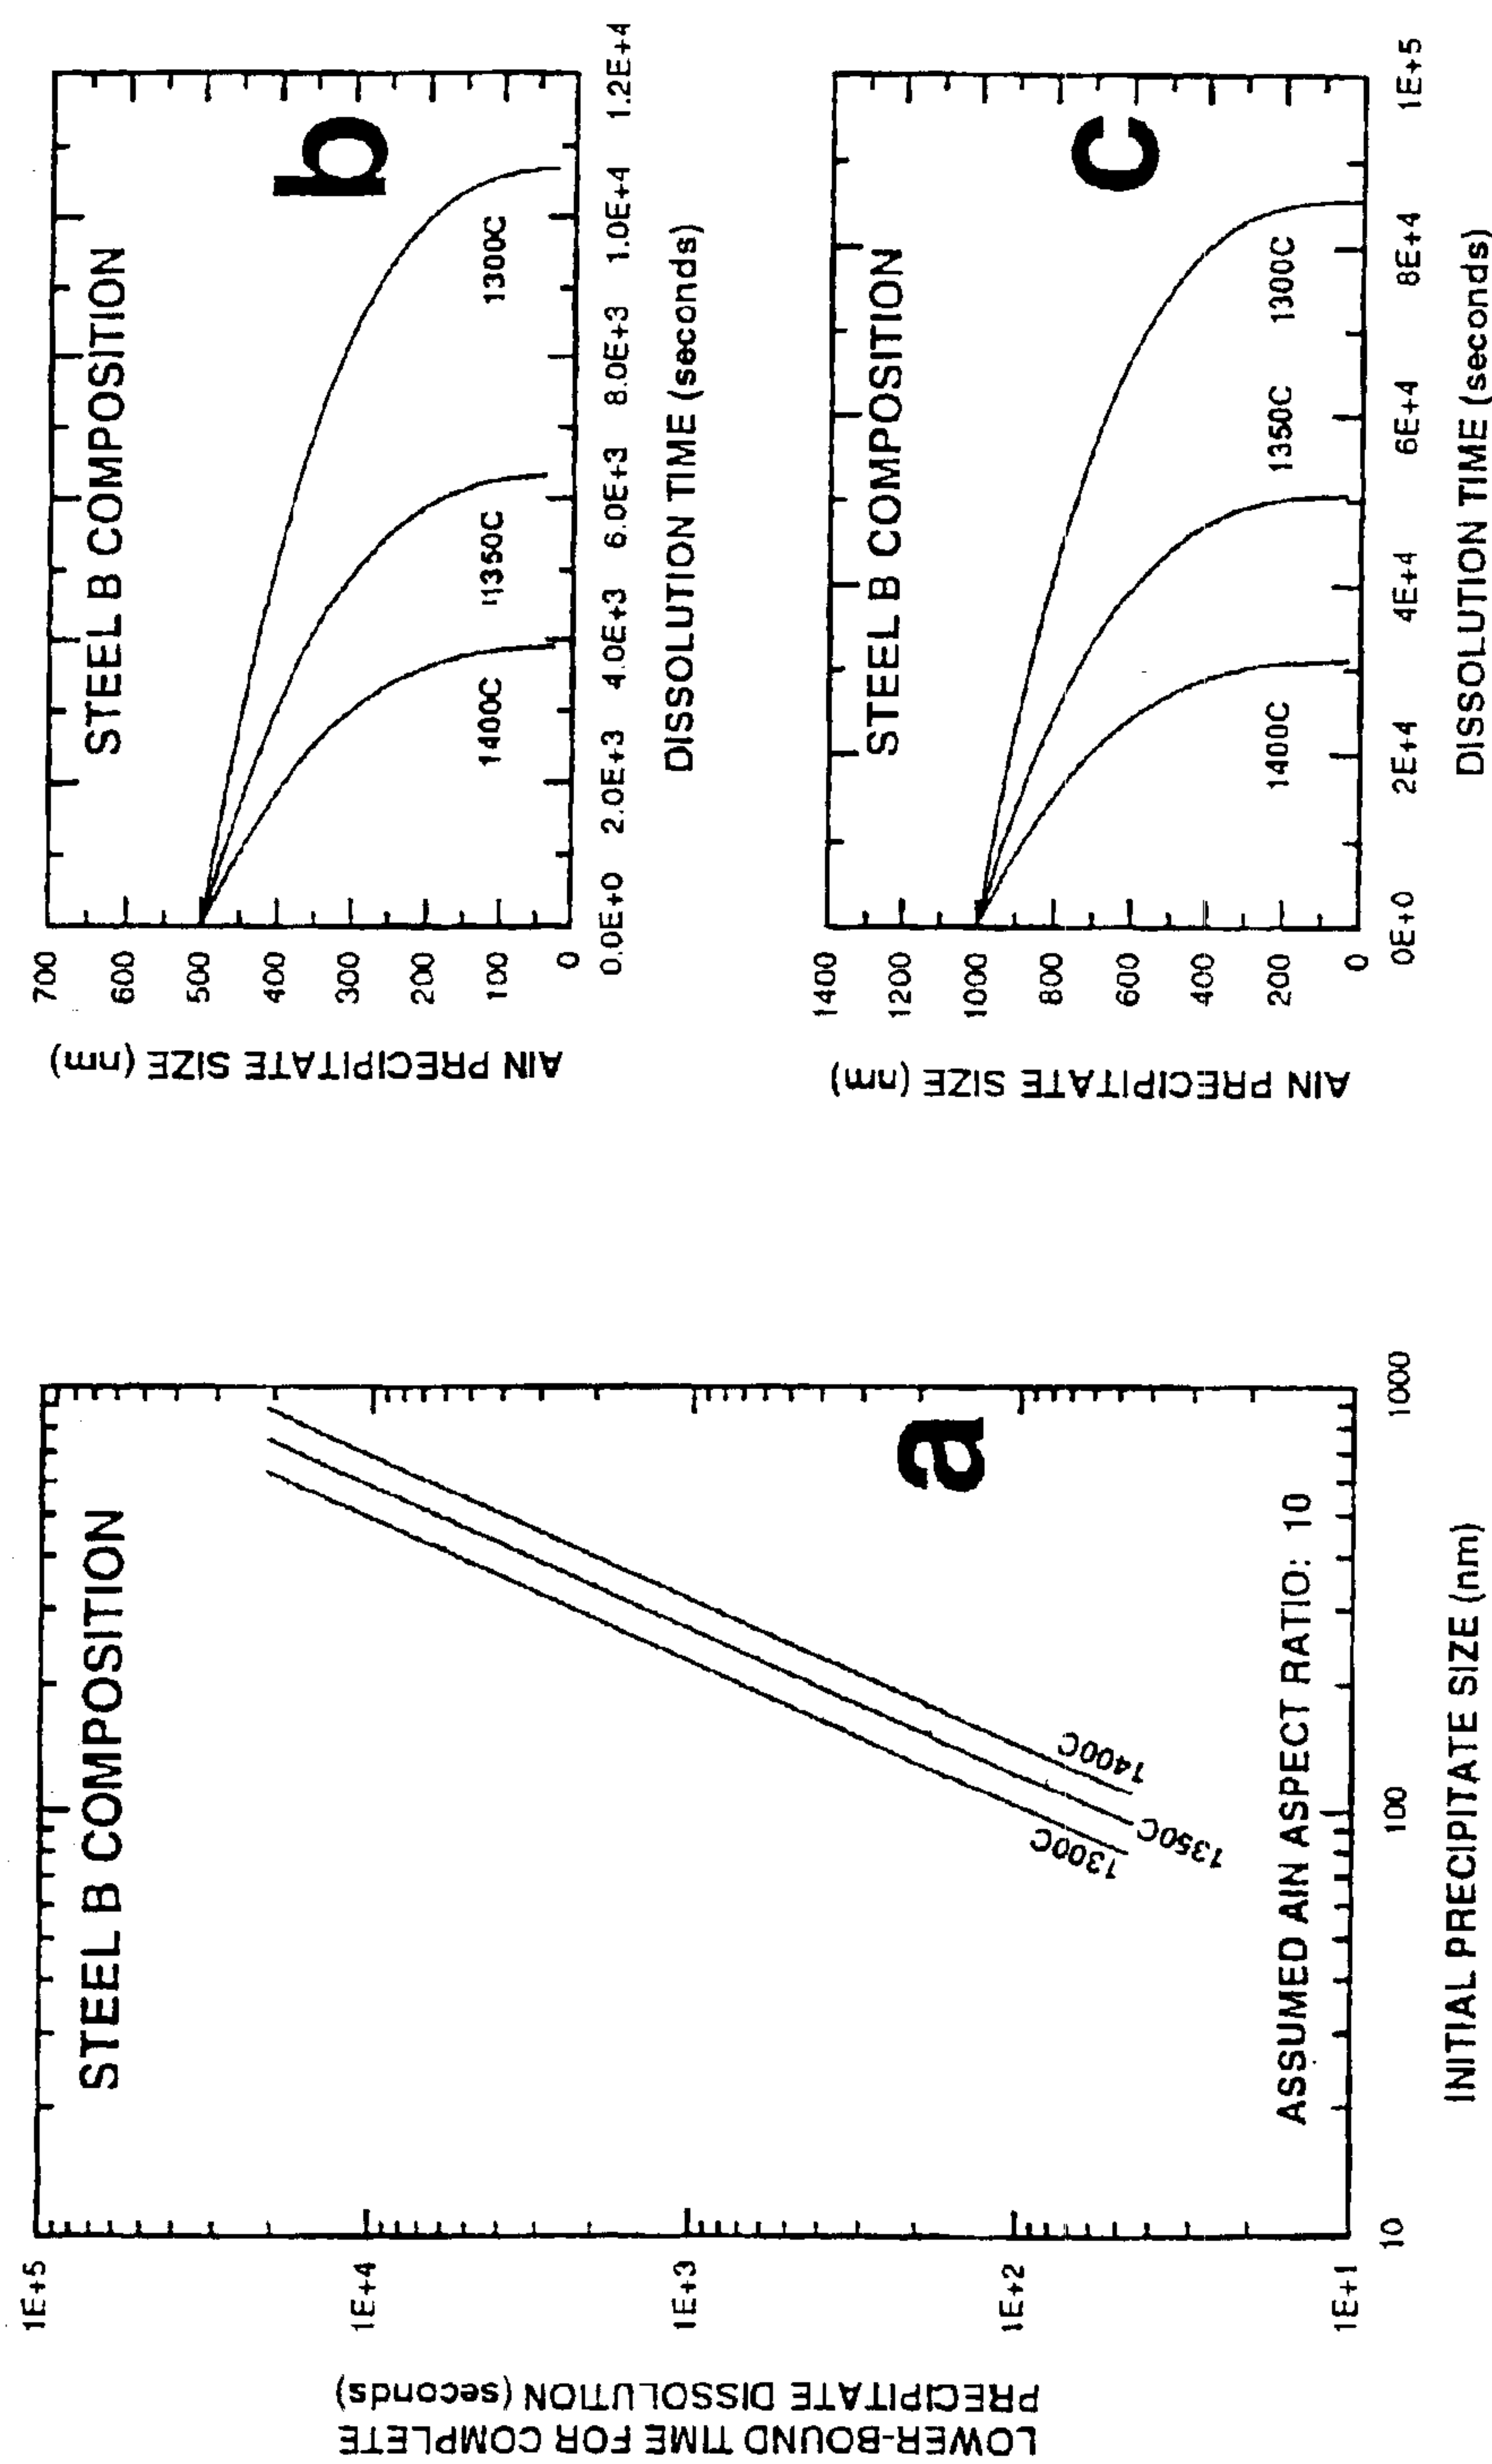 STEEL B COMPOSITION
1E+5
1E+4
1E+3
1E+2
1E+1
LOWER-BOUND TIME FOR COMPLETE
PRECIPITATE DISSOLUTION (seconds)
1300C
1350C
1400C
a
ASSUMED AlN ASPECT RATIO: 10
10
100
1000
INITIAL PRECIPITATE SIZE (nm)
STEEL B COMPOSITION
b
700
600
500
400
300
200
100
0
AlN PRECIPITATE SIZE (nm)
1400C
1350C
1300C
0.0E+0
2.0E+3
4.0E+3
6.0E+3
8.0E+3
1.0E+4
1.2E+4
DISSOLUTION TIME (seconds)
STEEL B COMPOSITION
c
1400
1200
1000
800
600
400
200
0
AlN PRECIPITATE SIZE (nm)
1400C
1350C
1300C
0E+0
2E+4
4E+4
6E+4
8E+4
1E+5
DISSOLUTION TIME (seconds)